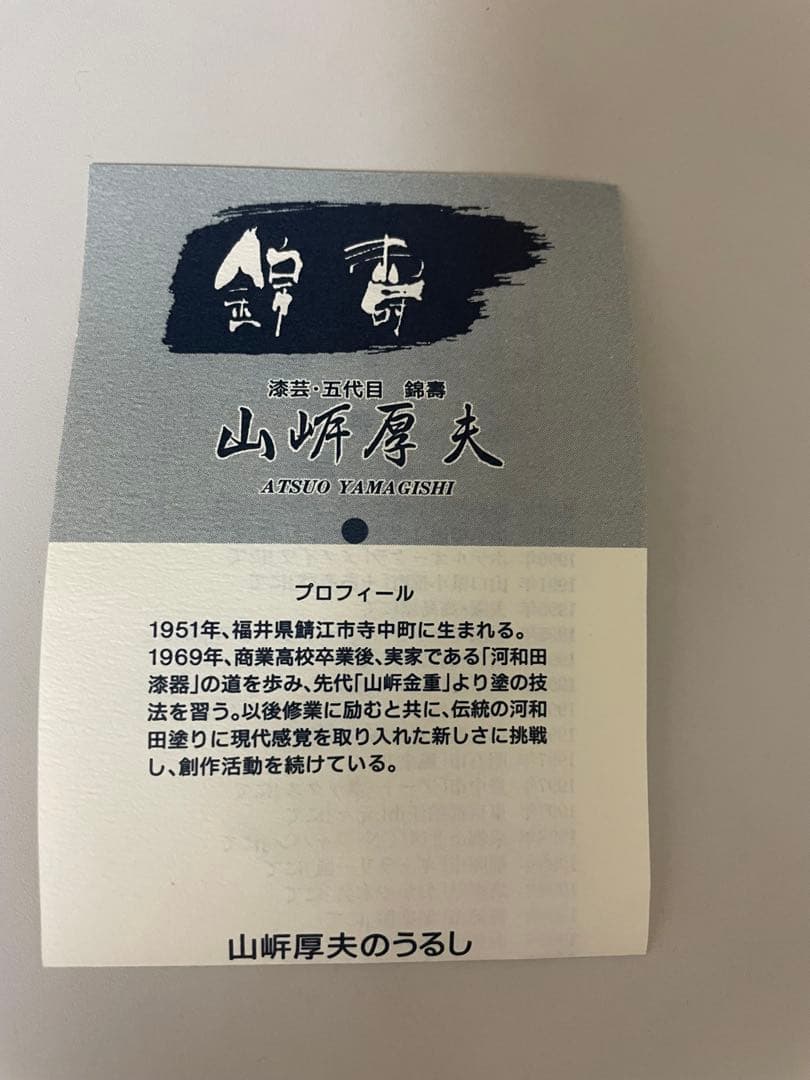 錦壽
漆芸・五代目 錦壽
山岼厚夫
ATSUO YAMAGISHI
プロフィール
1951年、福井県鯖江市寺中町に生まれる。
1969年、商業高校卒業後、実家である「河和田
漆器」の道を歩み、先代「山岼金重」より塗の技
法を習う。以後修業に励むと共に、伝統の河和
田塗りに現代感覚を取り入れた新しさに挑戦
し、創作活動を続けている。
山岼厚夫のうるし